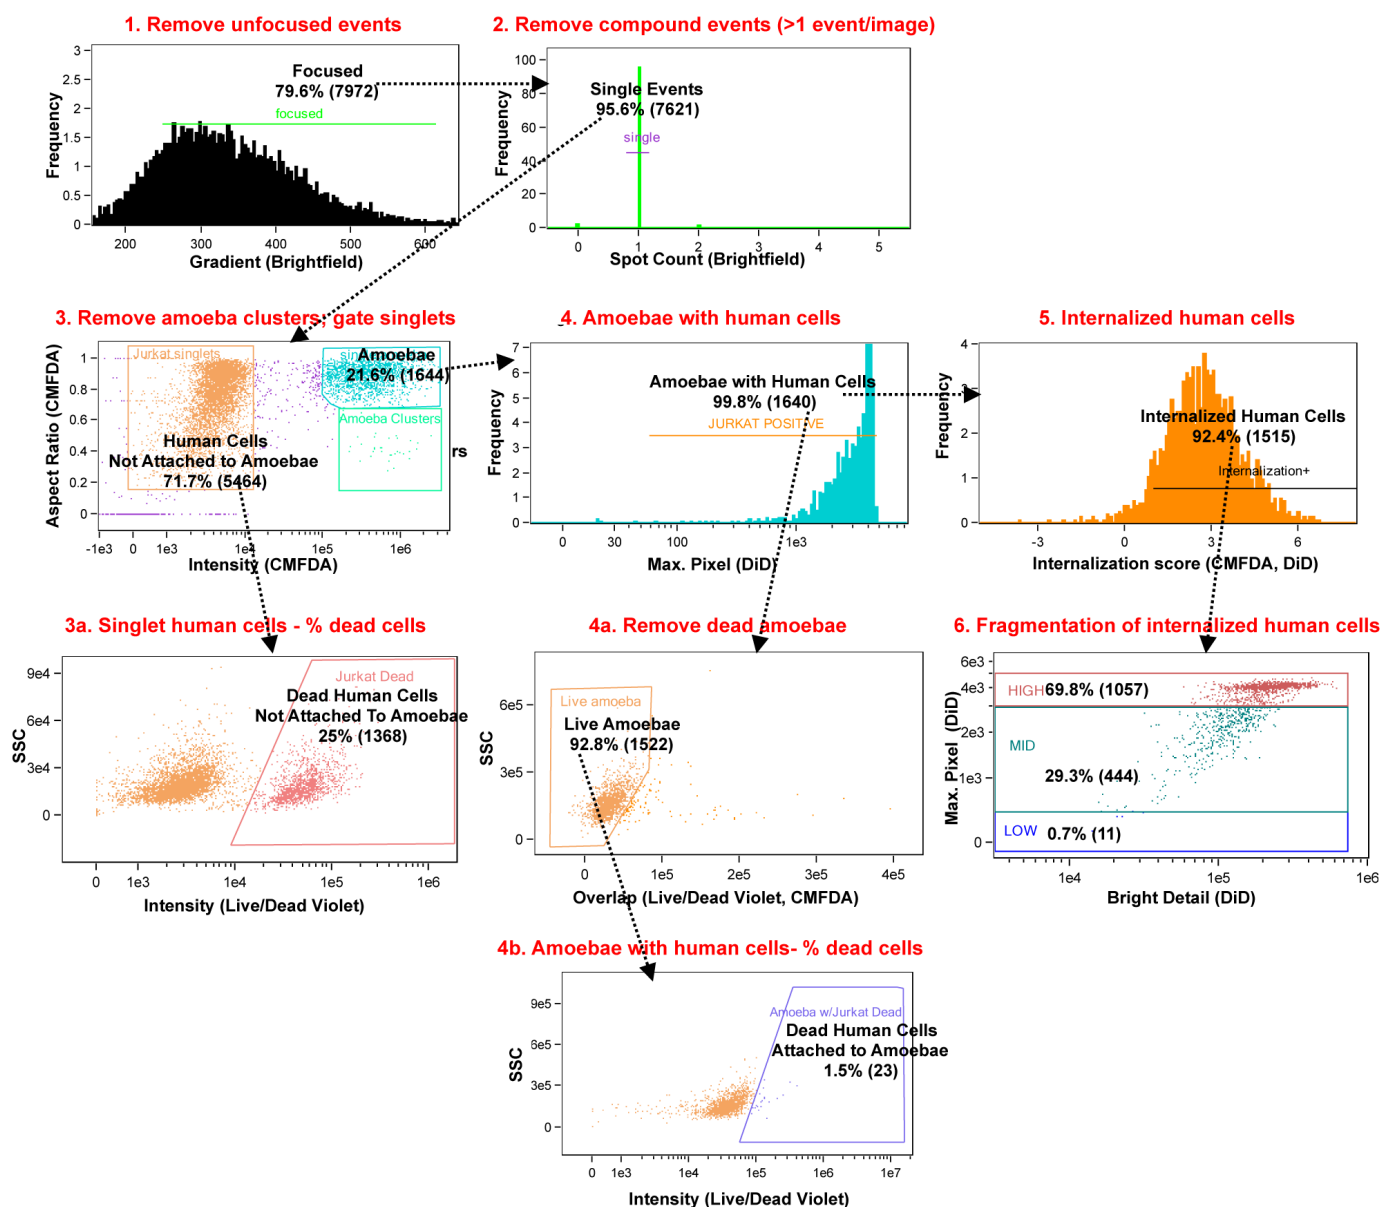 1. Remove unfocused events
Frequency
3
2.5
2
1.5
1
0.5
0
Focused
79.6% (7972)
focused
200
300
400
500
600
Gradient (Brightfield)
2. Remove compound events (>1 event/image)
Frequency
100
80
60
40
20
0
Single Events
95.6% (7621)
single
0
1
2
3
4
5
Spot Count (Brightfield)
3. Remove amoeba clusters, gate singlets
Aspect Ratio (CMFDA)
1
0.8
0.6
0.4
0.2
0
Jurkat singlets
Human Cells
Not Attached to Amoebae
71.7% (5464)
Amoebae
21.6% (1644)
Amoeba Clusters
rs
-1e3
0
1e3
1e4
1e5
1e6
Intensity (CMFDA)
4. Amoebae with human cells
Frequency
7
6
5
4
3
2
1
0
Amoebae with Human Cells
99.8% (1640)
JURKAT POSITIVE
0
30
100
1e3
Max. Pixel (DiD)
5. Internalized human cells
Frequency
4
3
2
1
0
Internalized Human Cells
92.4% (1515)
Internalization+
-3
0
3
6
Internalization score (CMFDA, DiD)
3a. Singlet human cells - % dead cells
SSC
9e4
6e4
3e4
0
Jurkat Dead
Dead Human Cells
Not Attached To Amoebae
25% (1368)
0
1e3
1e4
1e5
1e6
Intensity (Live/Dead Violet)
4a. Remove dead amoebae
SSC
6e5
3e5
0
Live amoeba
Live Amoebae
92.8% (1522)
0
1e5
2e5
3e5
4e5
Overlap (Live/Dead Violet, CMFDA)
6. Fragmentation of internalized human cells
Max. Pixel (DiD)
6e3
4e3
2e3
1e3
0
HIGH 69.8% (1057)
MID
29.3% (444)
LOW 0.7% (11)
1e4
1e5
1e6
Bright Detail (DiD)
4b. Amoebae with human cells- % dead cells
SSC
9e5
6e5
3e5
0
Amoeba w/Jurkat Dead
Dead Human Cells
Attached to Amoebae
1.5% (23)
0
1e3
1e4
1e5
1e6
1e7
Intensity (Live/Dead Violet)